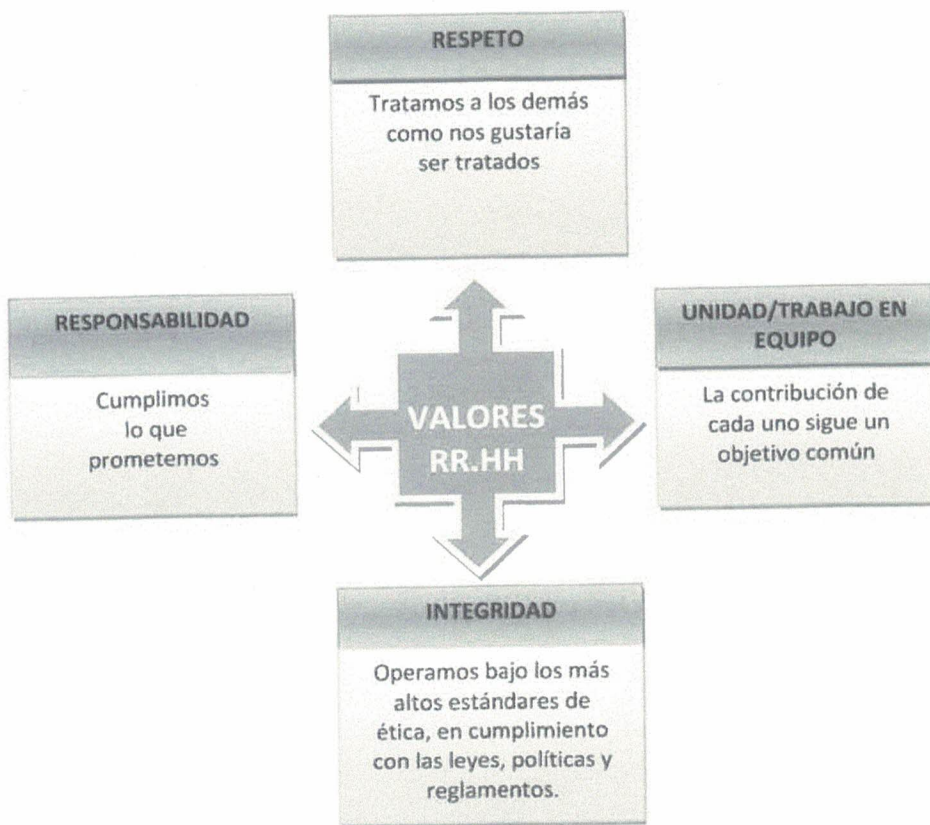 RESPETO
Tratamos a los demás
como nos gustaría
ser tratados
RESPONSABILIDAD
Cumplimos
lo que
prometemos
VALORES
RR.HH
UNIDAD/TRABAJO EN
EQUIPO
La contribución de
cada uno sigue un
objetivo común
INTEGRIDAD
Operamos bajo los más
altos estándares de
ética, en cumplimiento
con las leyes, políticas y
reglamentos.